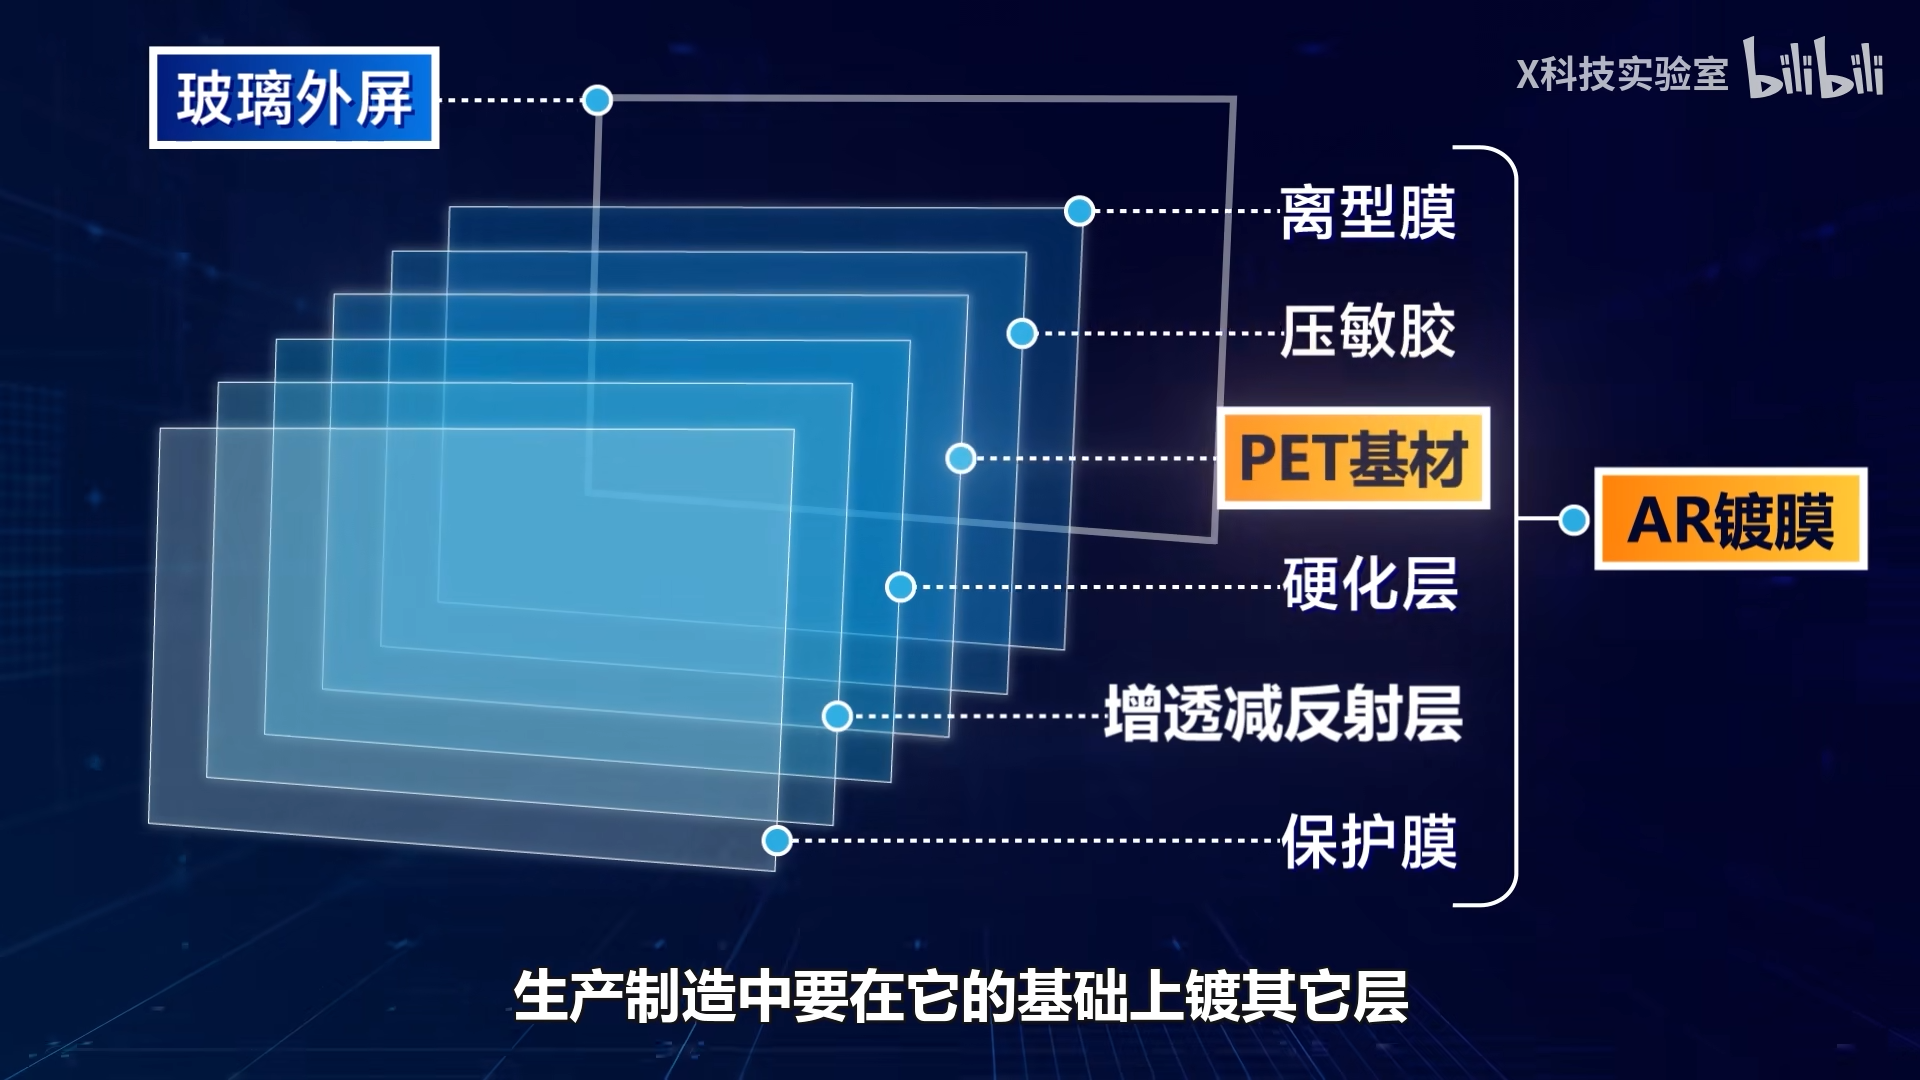 玻璃外屏
X科技实验室 bilibili
离型膜
压敏胶
PET基材
硬化层
增透减反射层
保护膜
AR镀膜
生产制造中要在它的基础上镀其它层